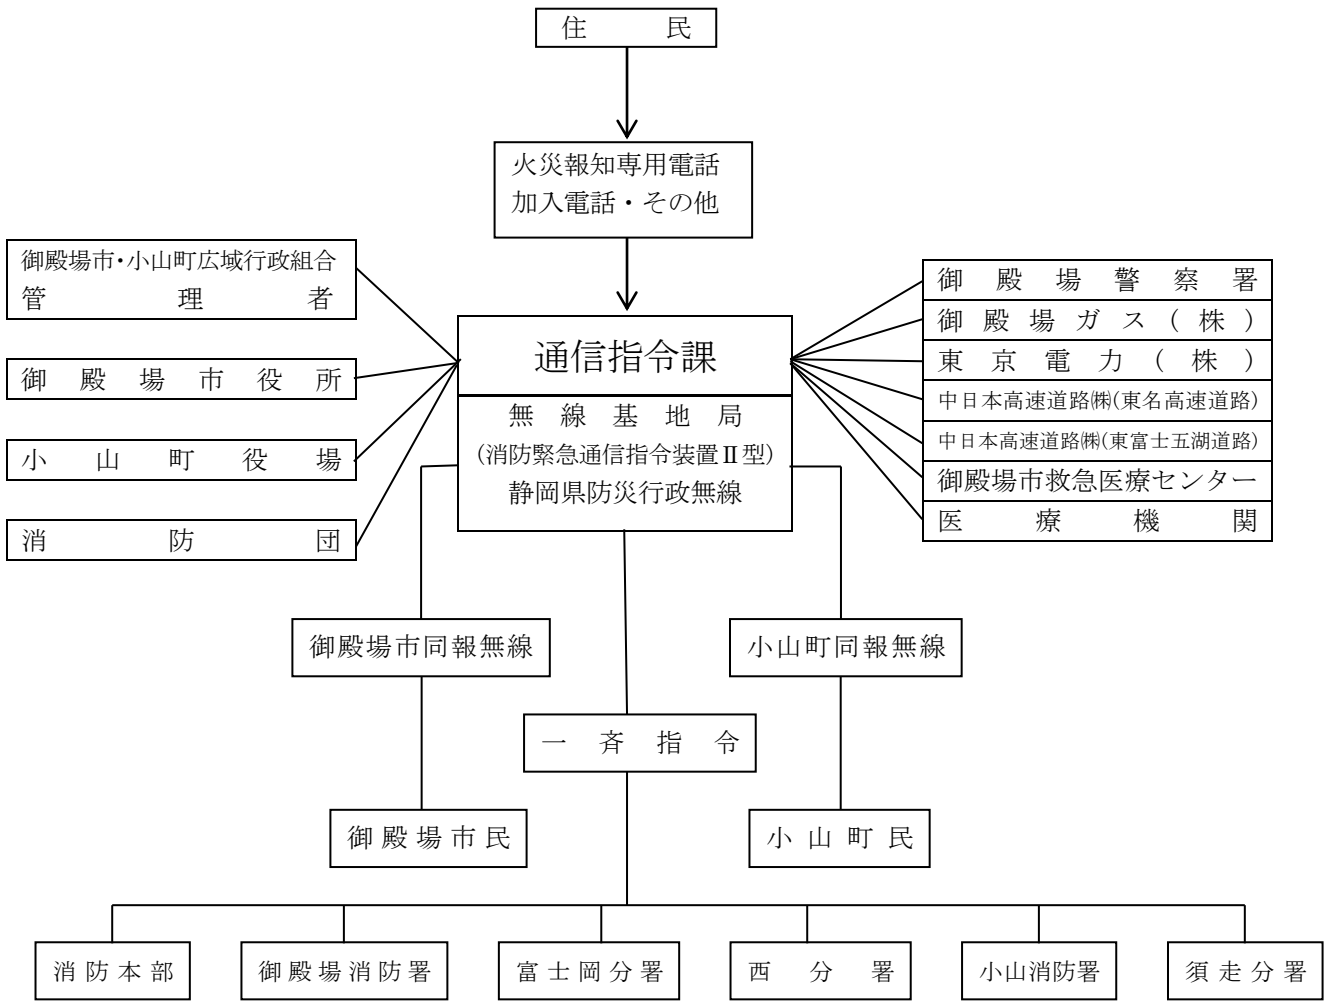 住民
火災報知専用電話
加入電話・その他
御殿場市・小山町広域行政組合
管理者
御殿場市役所
小山町役場
消防団
通信指令課
無線基地局
(消防緊急通信指令装置Ⅱ型)
静岡県防災行政無線
御殿場警察署
御殿場ガス(株)
東京電力(株)
中日本高速道路㈱(東名高速道路)
中日本高速道路㈱(東富士五湖道路)
御殿場市救急医療センター
医療機関
御殿場市同報無線
小山町同報無線
一斉指令
御殿場市民
小山町民
消防本部
御殿場消防署
富士岡分署
西分署
小山消防署
須走分署